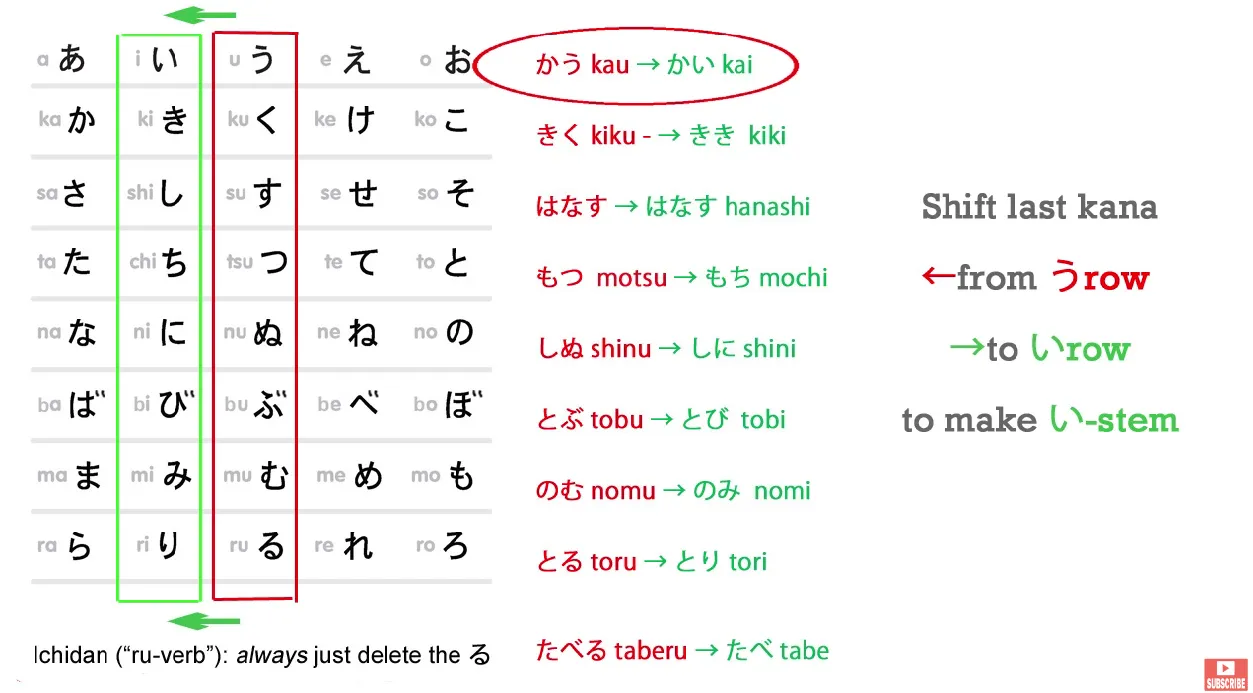 a あ i い u う e え o お
ka か ki き ku く ke け ko こ
sa さ shi し su す se せ so そ
ta た chi ち tsu つ te て to と
na な ni に nu ぬ ne ね no の
ba ば bi び bu ぶ be べ bo ぼ
ma ま mi み mu む me め mo も
ra ら ri り ru る re れ ro ろ
Ichidan (“ru-verb”): always just delete the る
かう kau → かい kai
きく kiku - → きき kiki
はなす → はなす hanashi
もつ motsu → もち mochi
しぬ shinu → しに shini
とぶ tobu → とび tobi
のむ nomu → のみ nomi
とる toru → とり tori
たべる taberu → たべ tabe
Shift last kana
←from うrow
→to いrow
to make い-stem
SUBSCRIBE